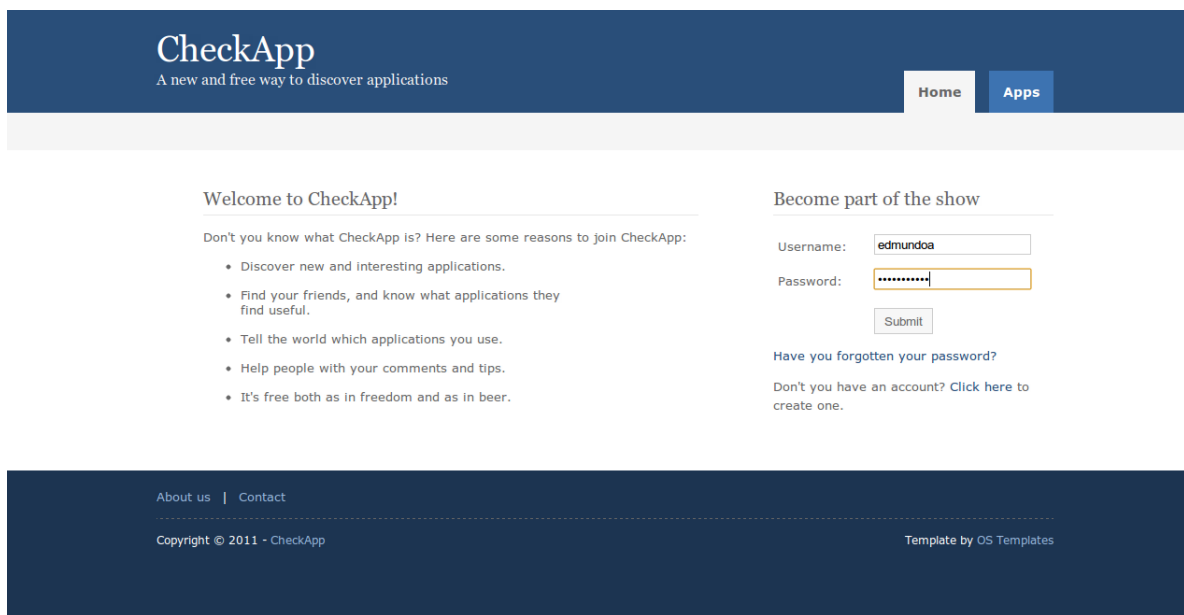 CheckApp
A new and free way to discover applications
Home
Apps
Welcome to CheckApp!
Don't you know what CheckApp is? Here are some reasons to join CheckApp:
• Discover new and interesting applications.
• Find your friends, and know what applications they
find useful.
• Tell the world which applications you use.
• Help people with your comments and tips.
• It's free both as in freedom and as in beer.
Become part of the show
Username: edmundoa
Password: •••••••••••
Submit
Have you forgotten your password?
Don't you have an account? Click here to
create one.
About us | Contact
Copyright © 2011 - CheckApp
Template by OS Templates